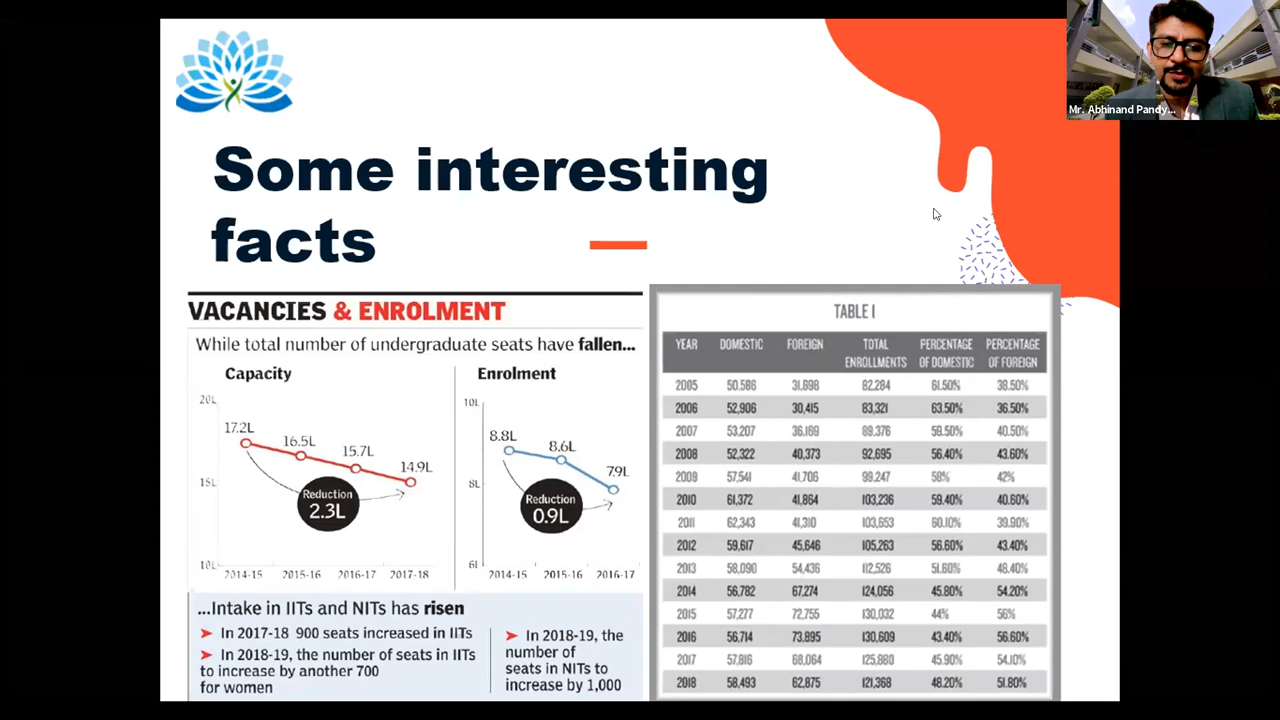 Mr. Abhinand Pandy...
Some interesting
facts
VACANCIES & ENROLMENT
While total number of undergraduate seats have fallen...
Capacity
20L
17.2L
16.5L
15.7L
14.9L
15L
Reduction
2.3L
10L
2014-15 2015-16 2016-17 2017-18
Enrolment
10L
8.8L
8.6L
7.9L
8L
Reduction
0.9L
6L
2014-15 2015-16 2016-17
...Intake in IITs and NITs has risen
➤ In 2017-18 900 seats increased in IITs
➤ In 2018-19, the number of seats in IITs
to increase by another 700
for women
➤ In 2018-19, the
number of
seats in NITs to
increase by 1,000
TABLE 1
YEAR DOMESTIC FOREIGN TOTAL ENROLLMENTS PERCENTAGE OF DOMESTIC PERCENTAGE OF FOREIGN
2005 50,586 31,698 82,284 61.50% 38.50%
2006 52,906 30,415 83,321 63.50% 36.50%
2007 53,207 36,169 89,376 59.50% 40.50%
2008 52,322 40,373 92,695 56.40% 43.60%
2009 57,541 41,706 99,247 58% 42%
2010 61,372 41,864 103,236 59.40% 40.60%
2011 62,343 41,310 103,653 60.10% 39.90%
2012 59,617 45,646 105,263 56.60% 43.40%
2013 58,090 54,436 112,526 51.60% 48.40%
2014 56,782 67,274 124,056 45.80% 54.20%
2015 57,277 72,755 130,032 44% 56%
2016 56,714 73,895 130,609 43.40% 56.60%
2017 57,816 68,064 125,880 45.90% 54.10%
2018 58,493 62,875 121,368 48.20% 51.80%